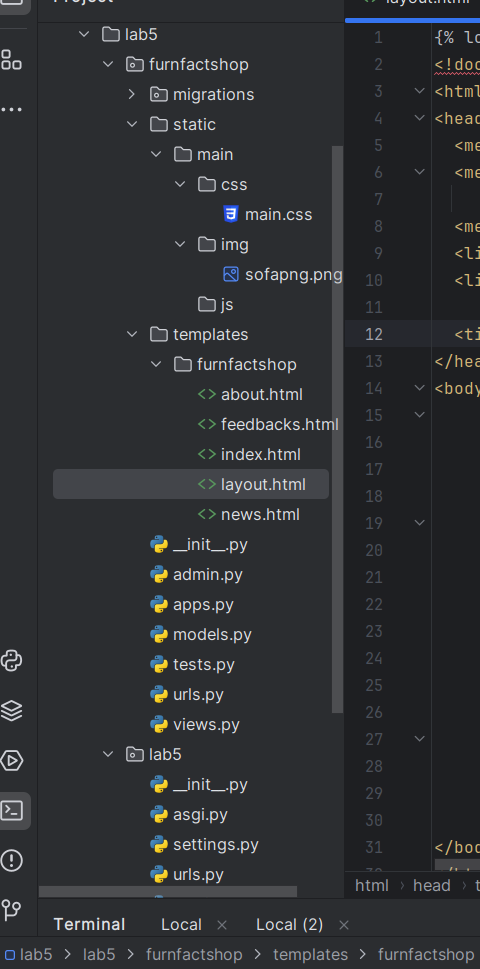 Project
layout.html
lab5
furnfactshop
migrations
static
main
css
main.css
img
sofapng.png
js
templates
furnfactshop
about.html
feedbacks.html
index.html
layout.html
news.html
__init__.py
admin.py
apps.py
models.py
tests.py
urls.py
views.py
lab5
__init__.py
asgi.py
settings.py
urls.py
1 {% lo
2 <!doc
3 <html
4 <head
5 <me
6 <me
7
8 <me
9 <li
10 <li
11
12 <ti
13 </hea
14 <body
15
16
17
18
19
20
21
22
23
24
25
26
27
28
29
30
31 </bod
html › head › t
Terminal Local × Local (2) ×
lab5 > lab5 > furnfactshop > templates > furnfactshop